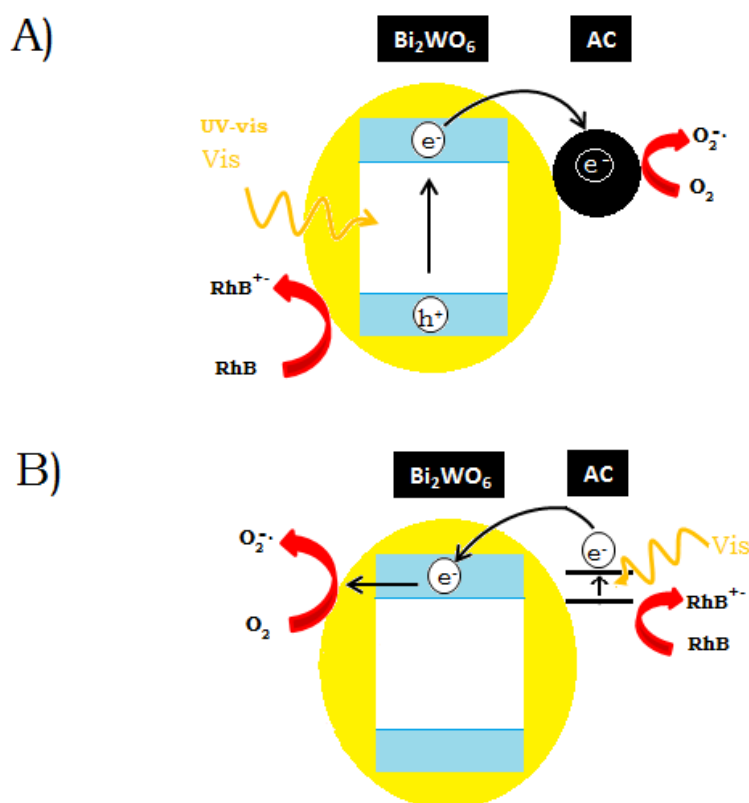 A)
Bi₂WO₆ AC
UV-vis
Vis
e⁻
e⁻
O₂⁻·
O₂
RhB⁺·
RhB
h⁺
B)
Bi₂WO₆ AC
O₂⁻·
O₂
e⁻
e⁻
Vis
RhB⁺·
RhB